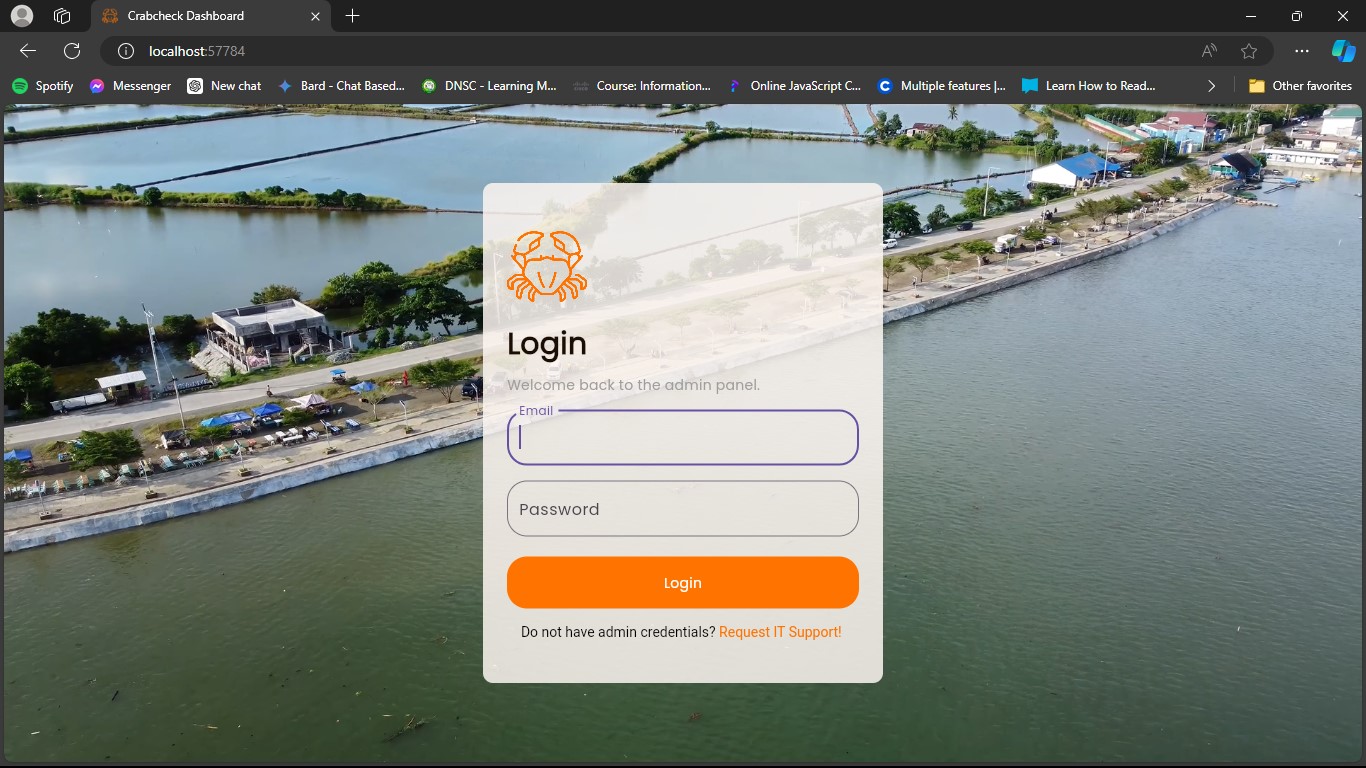 Crabcheck Dashboard
localhost:57784
Spotify
Messenger
New chat
Bard - Chat Based...
DNSC - Learning M...
Course: Information...
Online JavaScript C...
Multiple features |...
Learn How to Read...
Other favorites
Login
Welcome back to the admin panel.
Email
Password
Login
Do not have admin credentials? Request IT Support!